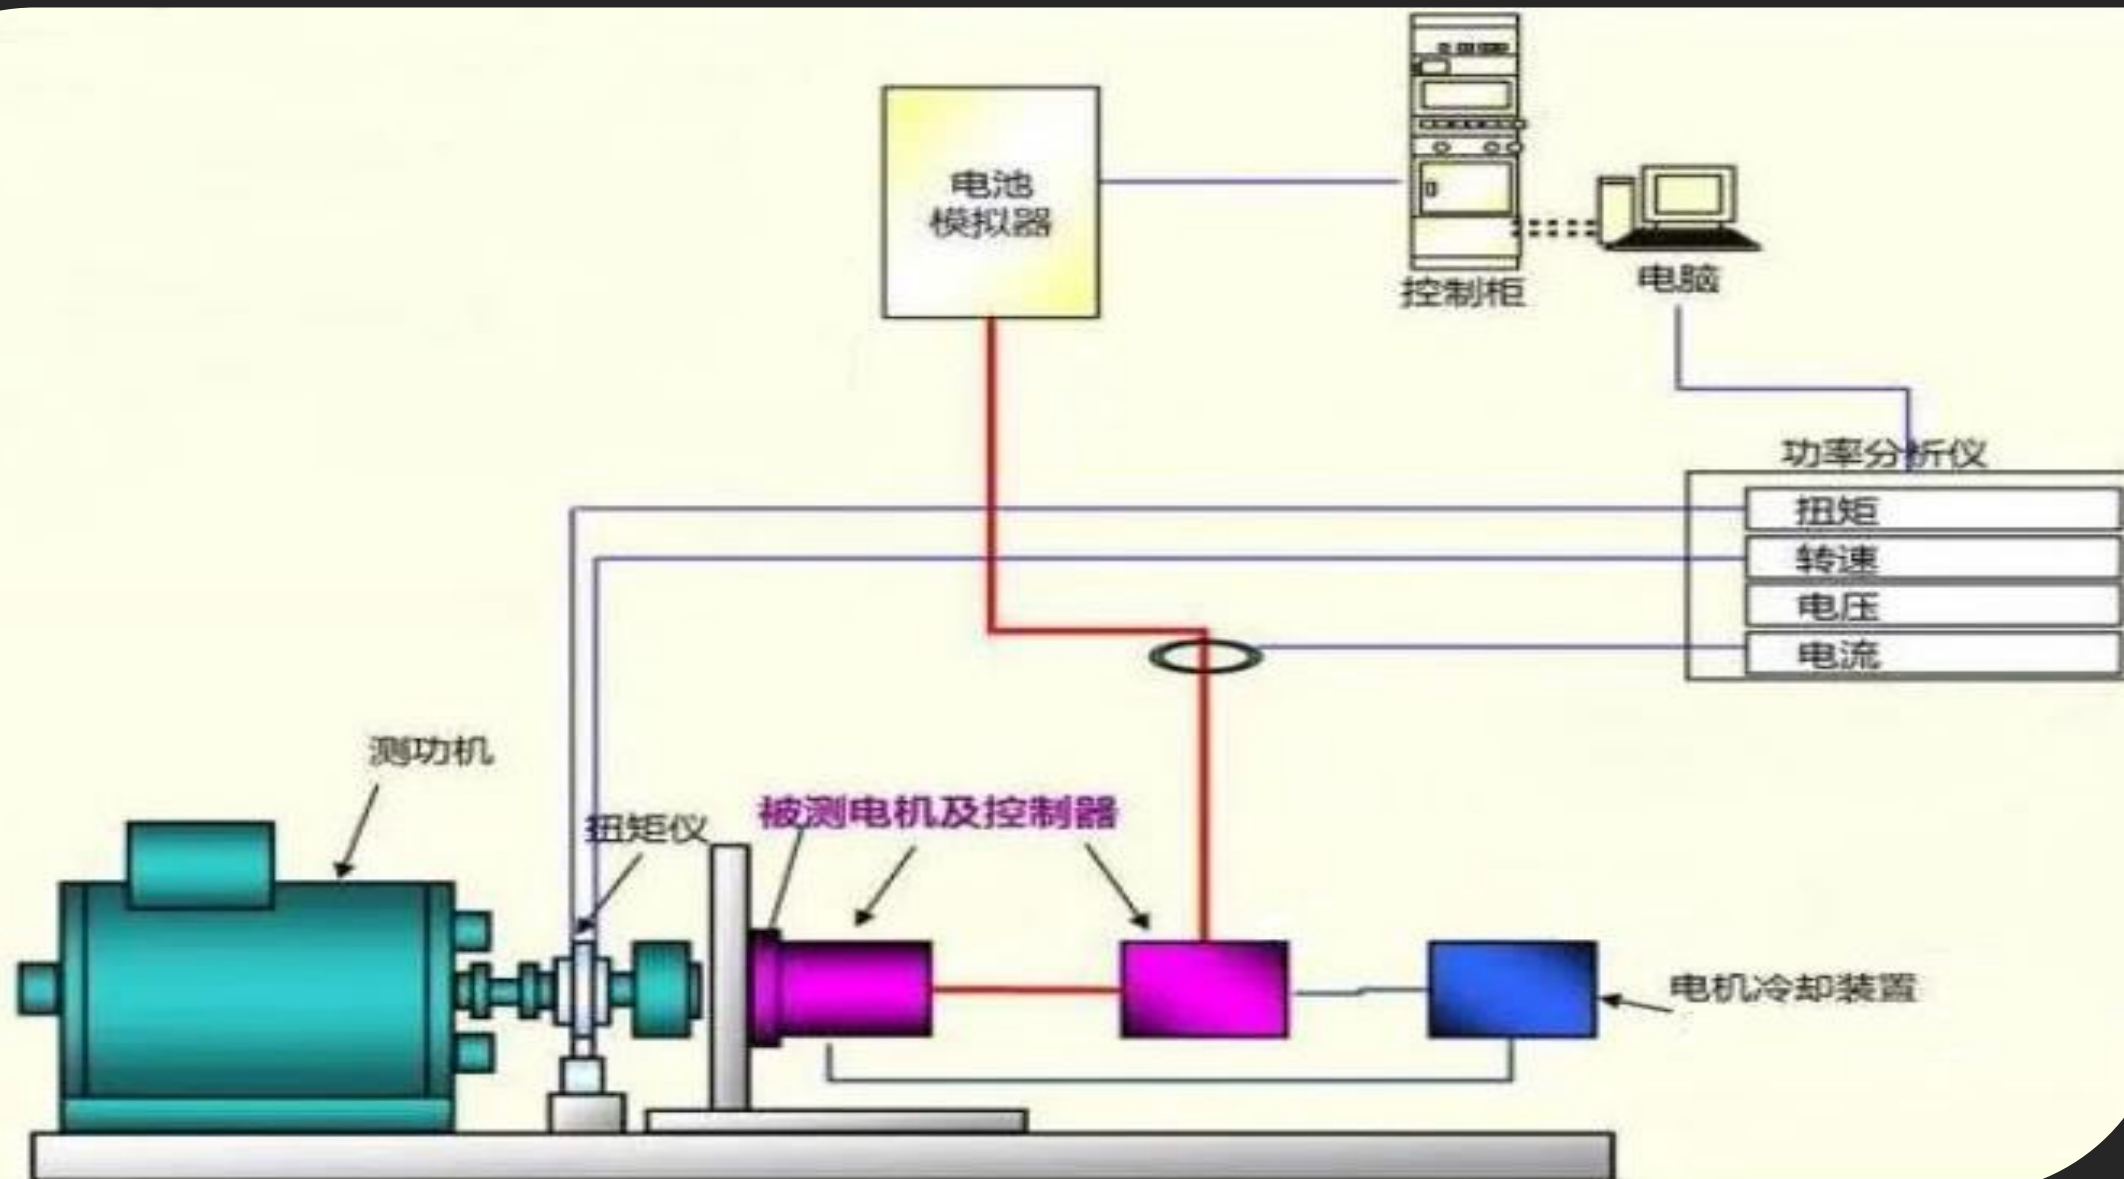 电池
模拟器
控制柜
电脑
功率分析仪
扭矩
转速
电压
电流
测功机
扭矩仪
被测电机及控制器
电机冷却装置